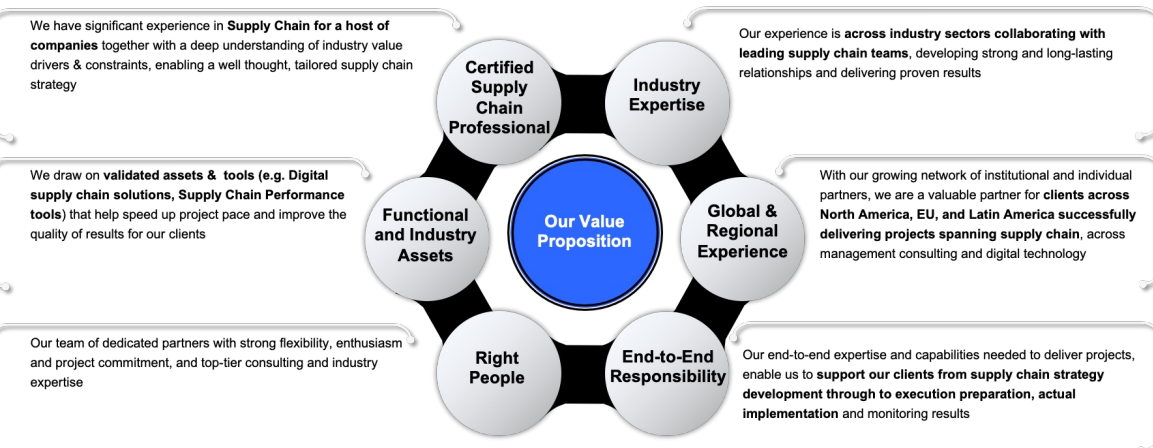 We have significant experience in Supply Chain for a host of
companies together with a deep understanding of industry value
drivers & constraints, enabling a well thought, tailored supply chain
strategy
Certified
Supply
Chain
Professional
Industry
Expertise
Our experience is across industry sectors collaborating with
leading supply chain teams, developing strong and long-lasting
relationships and delivering proven results
We draw on validated assets & tools (e.g. Digital
supply chain solutions, Supply Chain Performance
tools) that help speed up project pace and improve the
quality of results for our clients
Functional
and Industry
Assets
Our Value
Proposition
Global &
Regional
Experience
With our growing network of institutional and individual
partners, we are a valuable partner for clients across
North America, EU, and Latin America successfully
delivering projects spanning supply chain, across
management consulting and digital technology
Our team of dedicated partners with strong flexibility, enthusiasm
and project commitment, and top-tier consulting and industry
expertise
Right
People
End-to-End
Responsibility
Our end-to-end expertise and capabilities needed to deliver projects,
enable us to support our clients from supply chain strategy
development through to execution preparation, actual
implementation and monitoring results